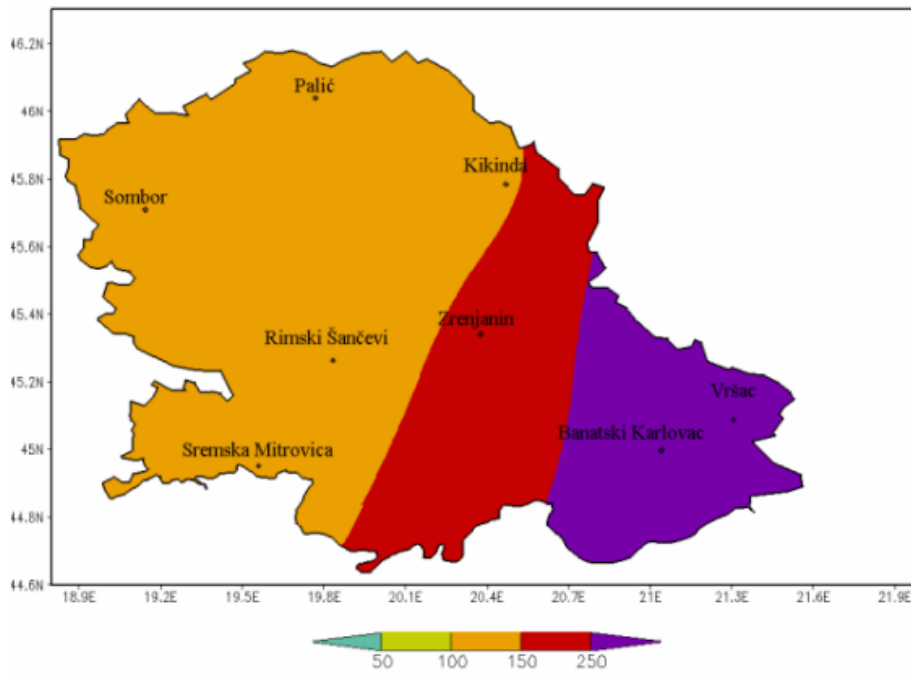 46.2N
Palić
46N
Kikinda
45.8N
Sombor
45.6N
45.4N
Zrenjanin
Rimski Šančevi
45.2N
Vršac
Banatski Karlovac
45N
Sremska Mitrovica
44.8N
44.6N
18.9E 19.2E 19.5E 19.8E 20.1E 20.4E 20.7E 21E 21.3E 21.6E 21.9E
50 100 150 250